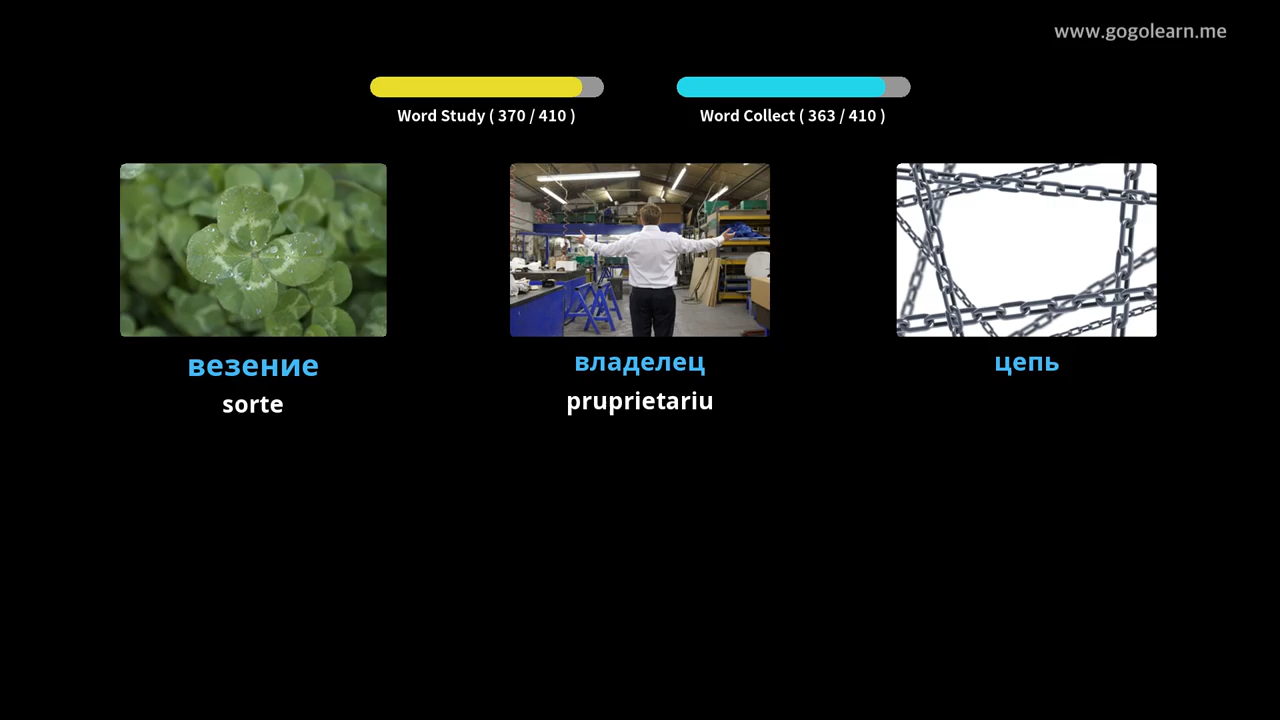 www.gogolearn.me
Word Study ( 370 / 410 )
Word Collect ( 363 / 410 )
везение
владелец
цепь
sorte
pruprietariu